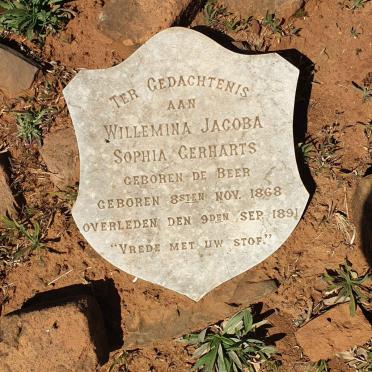 TER GEDACHTENIS
AAN
WILLEMINA JACOBA
SOPHIA GERHARTS
GEBOREN DE BEER
GEBOREN 8STEN NOV. 1868
OVERLEDEN DEN 9DEN SEP. 1891
"VREDE MET UW STOF."